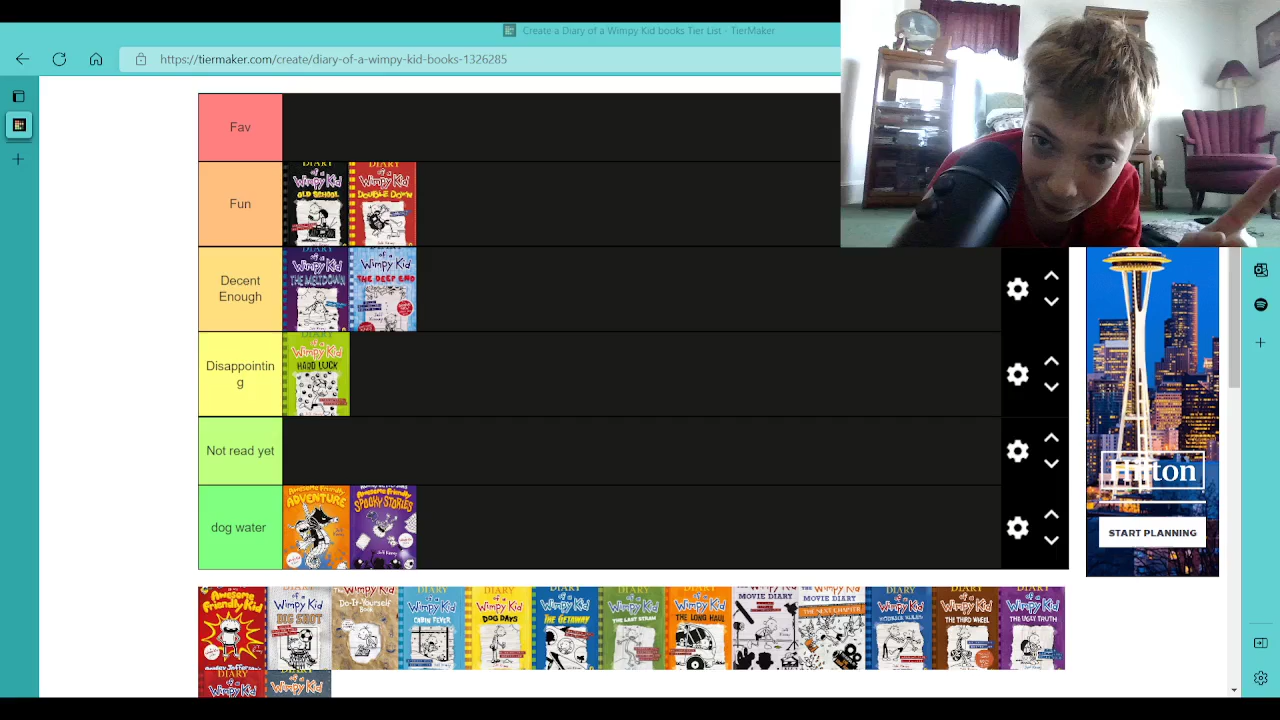 Create a Diary of a Wimpy Kid books Tier List - TierMaker
https://tiermaker.com/create/diary-of-a-wimpy-kid-books-1326285
Fav
Fun
DIARY of a Wimpy Kid OLD SCHOOL
DIARY of a Wimpy Kid DOUBLE DOWN
Decent
Enough
DIARY of a Wimpy Kid THE MELTDOWN
of a Wimpy Kid THE DEEP END
Disappointin
g
DIARY of a Wimpy Kid HARD LUCK
Not read yet
dog water
Awesome Friendly ADVENTURE
Awesome Friendly SPOOKY STORIES
Hilton
START PLANNING
Awesome Friendly Kid
DIARY of a Wimpy Kid BIG SHOT
Wimpy Kid Do-It-Yourself Book
DIARY of a Wimpy Kid CABIN FEVER
DIARY of a Wimpy Kid DOG DAYS
DIARY of a Wimpy Kid THE GETAWAY
DIARY of a Wimpy Kid THE LAST STRAW
DIARY of a Wimpy Kid THE LONG HAUL
THE Wimpy Kid MOVIE DIARY
THE Wimpy Kid MOVIE DIARY THE NEXT CHAPTER
DIARY of a Wimpy Kid RODRICK RULES
DIARY of a Wimpy Kid THE THIRD WHEEL
DIARY of a Wimpy Kid THE UGLY TRUTH
DIARY of a Wimpy Kid
DIARY of a Wimpy Kid